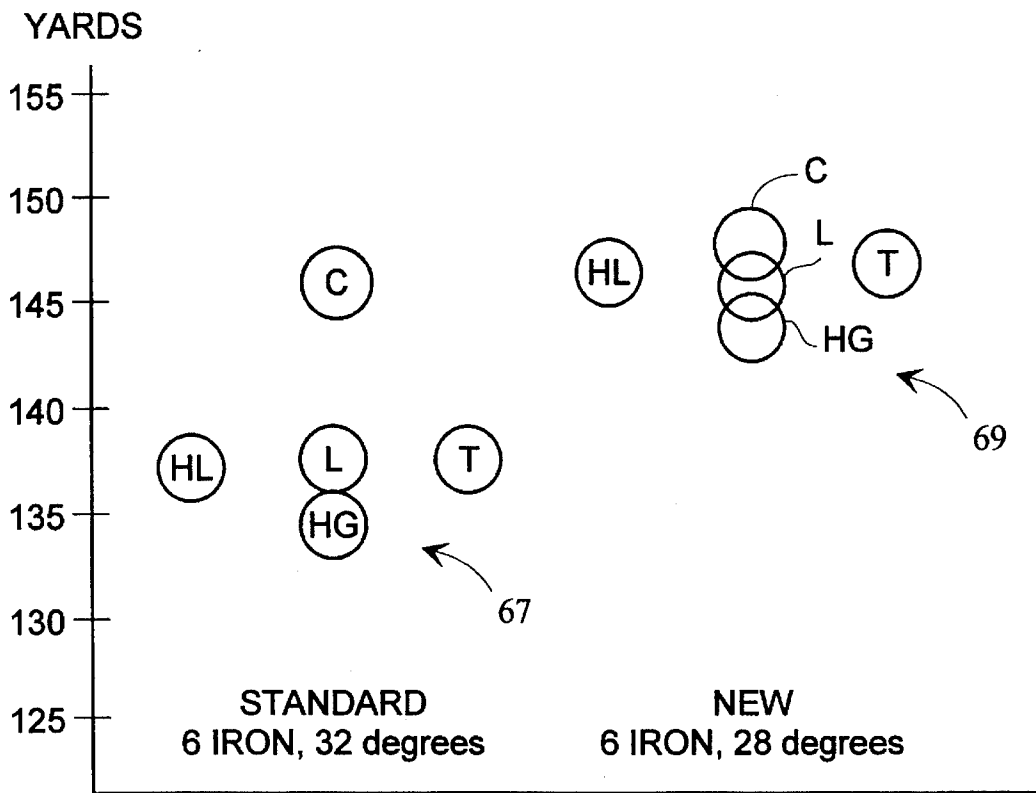 YARDS
155
150
145
140
135
130
125
C
HL
L
T
HG
67
C
L
HL
T
HG
69
STANDARD
6 IRON, 32 degrees
NEW
6 IRON, 28 degrees